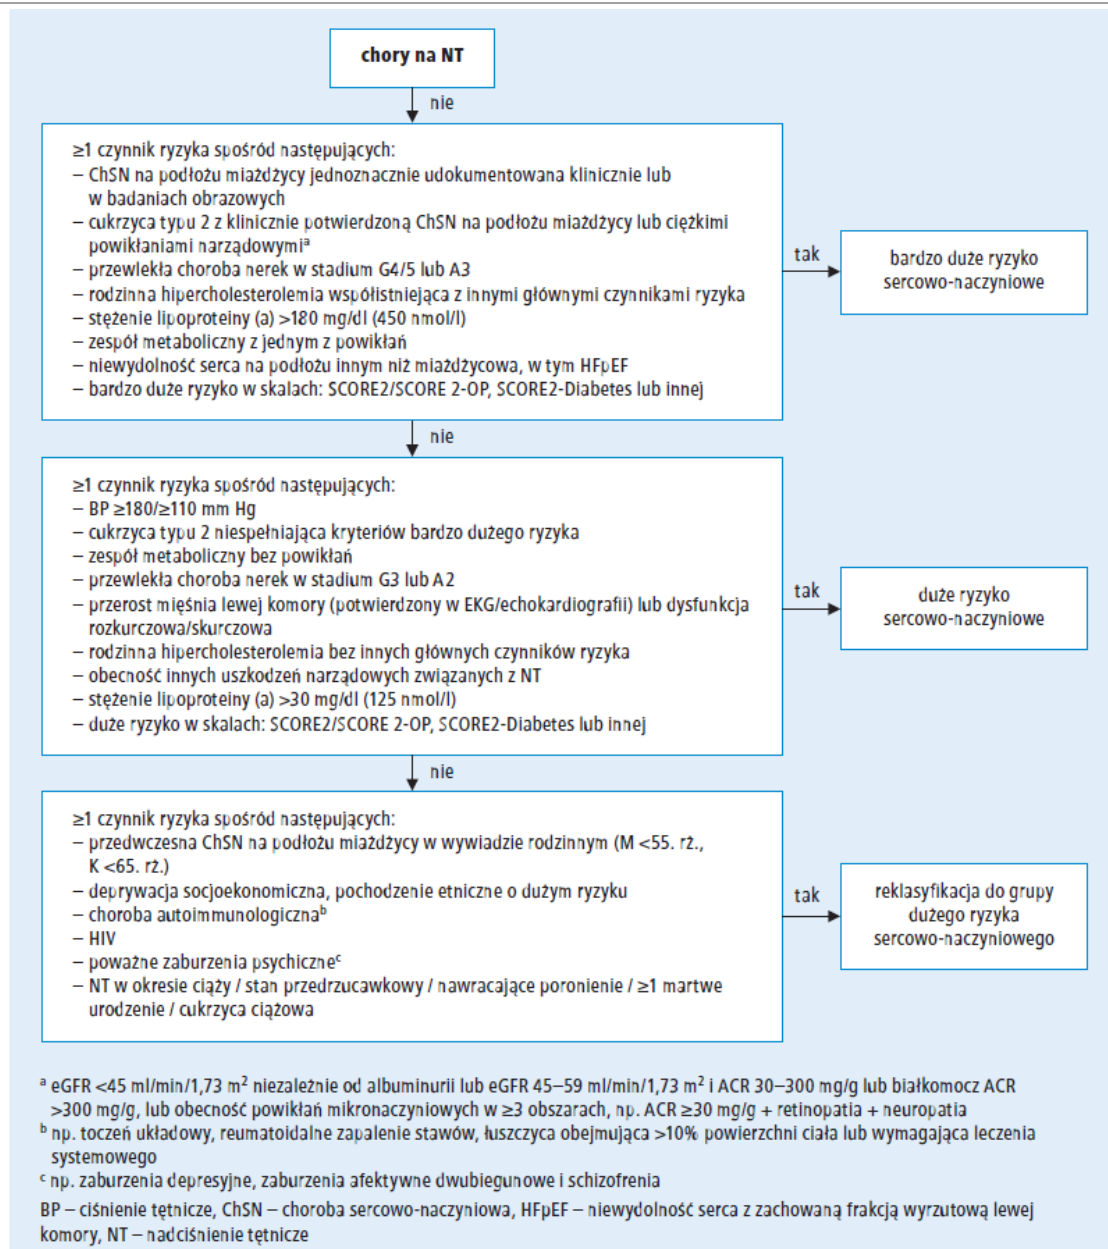 chory na NT
nie
≥1 czynnik ryzyka spośród następujących:
– ChSN na podłożu miażdżycy jednoznacznie udokumentowana klinicznie lub
w badaniach obrazowych
– cukrzyca typu 2 z klinicznie potwierdzoną ChSN na podłożu miażdżycy lub ciężkimi
powikłaniami narządowymiᵃ
– przewlekła choroba nerek w stadium G4/5 lub A3
– rodzinna hipercholesterolemia współistniejąca z innymi głównymi czynnikami ryzyka
– stężenie lipoproteiny (a) >180 mg/dl (450 nmol/l)
– zespół metaboliczny z jednym z powikłań
– niewydolność serca na podłożu innym niż miażdżycowa, w tym HFpEF
– bardzo duże ryzyko w skalach: SCORE2/SCORE 2-OP, SCORE2-Diabetes lub innej
tak
bardzo duże ryzyko
sercowo-naczyniowe
nie
≥1 czynnik ryzyka spośród następujących:
– BP ≥180/≥110 mm Hg
– cukrzyca typu 2 niespełniająca kryteriów bardzo dużego ryzyka
– zespół metaboliczny bez powikłań
– przewlekła choroba nerek w stadium G3 lub A2
– przerost mięśnia lewej komory (potwierdzony w EKG/echokardiografii) lub dysfunkcja
rozkurczowa/skurczowa
– rodzinna hipercholesterolemia bez innych głównych czynników ryzyka
– obecność innych uszkodzeń narządowych związanych z NT
– stężenie lipoproteiny (a) >30 mg/dl (125 nmol/l)
– duże ryzyko w skalach: SCORE2/SCORE 2-OP, SCORE2-Diabetes lub innej
tak
duże ryzyko
sercowo-naczyniowe
nie
≥1 czynnik ryzyka spośród następujących:
– przedwczesna ChSN na podłożu miażdżycy w wywiadzie rodzinnym (M <55. rż.,
K <65. rż.)
– deprywacja socjoekonomiczna, pochodzenie etniczne o dużym ryzyku
– choroba autoimmunologicznaᵇ
– HIV
– poważne zaburzenia psychiczneᶜ
– NT w okresie ciąży / stan przedrzucawkowy / nawracające poronienie / ≥1 martwe
urodzenie / cukrzyca ciążowa
tak
reklasyfikacja do grupy
dużego ryzyka
sercowo-naczyniowego
ᵃ eGFR <45 ml/min/1,73 m² niezależnie od albuminurii lub eGFR 45–59 ml/min/1,73 m² i ACR 30–300 mg/g lub białkomocz ACR
>300 mg/g, lub obecność powikłań mikronaczyniowych w ≥3 obszarach, np. ACR ≥30 mg/g + retinopatia + neuropatia
ᵇ np. toczeń układowy, reumatoidalne zapalenie stawów, łuszczyca obejmująca >10% powierzchni ciała lub wymagająca leczenia
systemowego
ᶜ np. zaburzenia depresyjne, zaburzenia afektywne dwubiegunowe i schizofrenia
BP – ciśnienie tętnicze, ChSN – choroba sercowo-naczyniowa, HFpEF – niewydolność serca z zachowaną frakcją wyrzutową lewej
komory, NT – nadciśnienie tętnicze